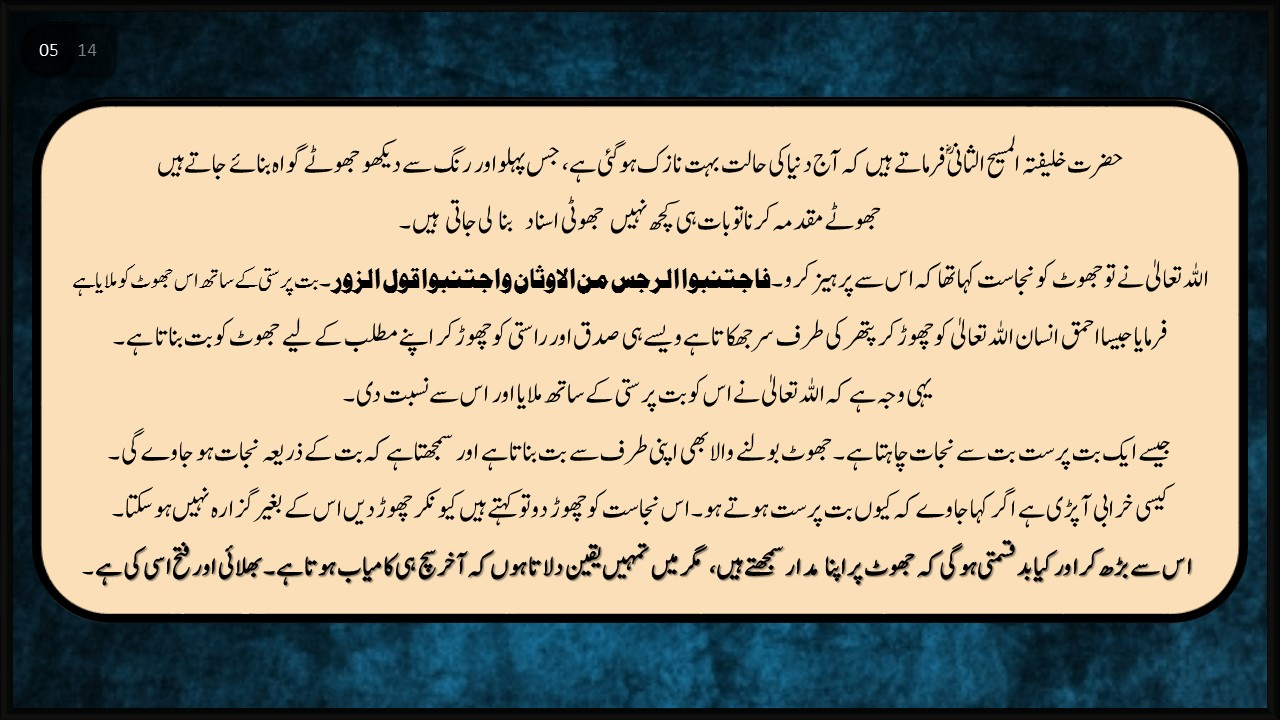 05 14
حضرت خلیفتہ المسیح الثانیؓ فرماتے ہیں کہ آج دنیا کی حالت بہت نازک ہوگئی ہے، جس پہلو اور رنگ سے دیکھو جھوٹے گواہ بنائے جاتے ہیں
جھوٹے مقدمہ کرنا تو بات ہی کچھ نہیں جھوٹی اسناد بنا لی جاتی ہیں۔
اللہ تعالیٰ نے تو جھوٹ کو نجاست کہا تھا کہ اس سے پرہیز کرو۔ فاجتنبوا الرجس من الاوثان واجتنبوا قول الزور۔ بت پرستی کے ساتھ اس جھوٹ کو ملایا ہے
فرمایا جیسا احمق انسان اللہ تعالیٰ کو چھوڑ کر پتھر کی طرف سر جھکاتا ہے ویسے ہی صدق اور راستی کو چھوڑ کر اپنے مطلب کے لیے جھوٹ کو بت بناتا ہے۔
یہی وجہ ہے کہ اللہ تعالیٰ نے اس کو بت پرستی کے ساتھ ملایا اور اس سے نسبت دی۔
جیسے ایک بت پرست بت سے نجات چاہتا ہے۔ جھوٹ بولنے والا بھی اپنی طرف سے بت بناتا ہے اور سمجھتا ہے کہ بت کے ذریعہ نجات ہو جاوے گی۔
کیسی خرابی آپڑی ہے اگر کہا جاوے کہ کیوں بت پرست ہوتے ہو۔ اس نجاست کو چھوڑ دو تو کہتے ہیں کیونکر چھوڑ دیں اس کے بغیر گزارہ نہیں ہو سکتا۔
اس سے بڑھ کر اور کیا بد قسمتی ہوگی کہ جھوٹ پر اپنا مدار سمجھتے ہیں، مگر میں تمہیں یقین دلاتا ہوں کہ آخر سچ ہی کامیاب ہوتا ہے۔ بھلائی اور فتح اسی کی ہے۔